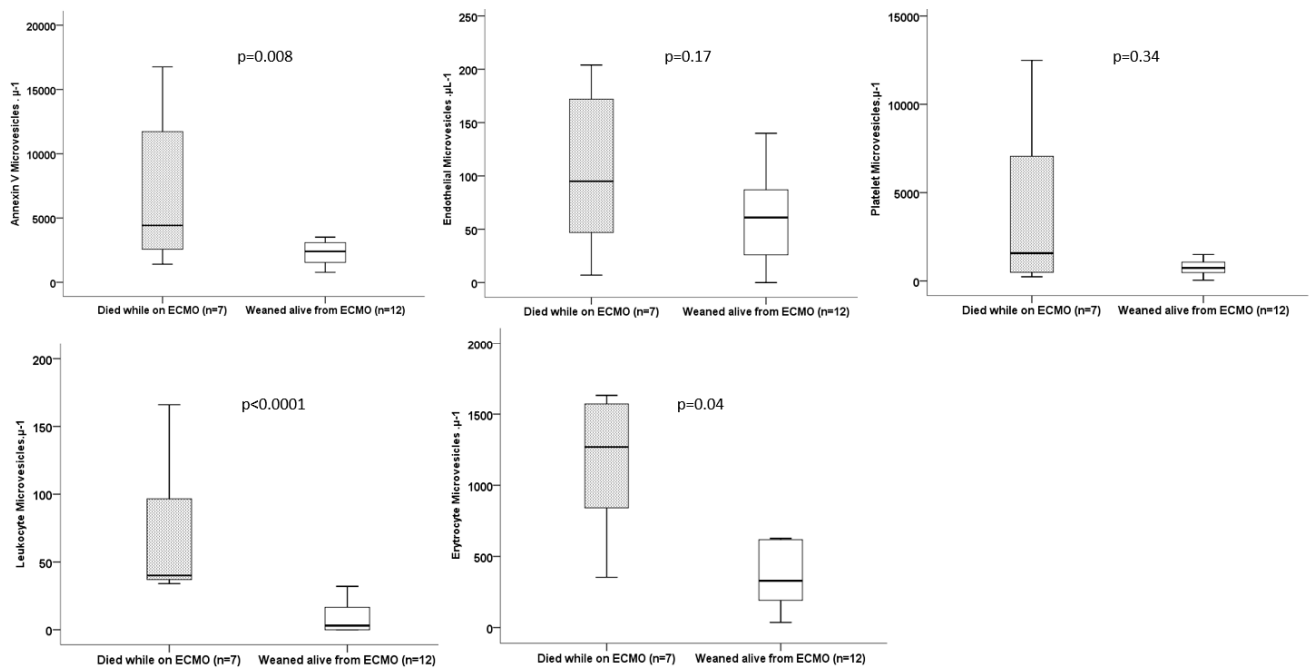 20000
15000
10000
5000
0
Annexin V Microvesicles . µ-1
p=0.008
Died while on ECMO (n=7)
Weaned alive from ECMO (n=12)
250
200
150
100
50
0
Endothelial Microvesicles .µL-1
p=0.17
Died while on ECMO (n=7)
Weaned alive from ECMO (n=12)
15000
10000
5000
0
Platelet Microvesicles.µ-1
p=0.34
Died while on ECMO (n=7)
Weaned alive from ECMO (n=12)
200
150
100
50
0
Leukocyte Microvesicles.µ-1
p<0.0001
Died while on ECMO (n=7)
Weaned alive from ECMO (n=12)
2000
1500
1000
500
0
Erytrocyte Microvesicles .µ-1
p=0.04
Died while on ECMO (n=7)
Weaned alive from ECMO (n=12)